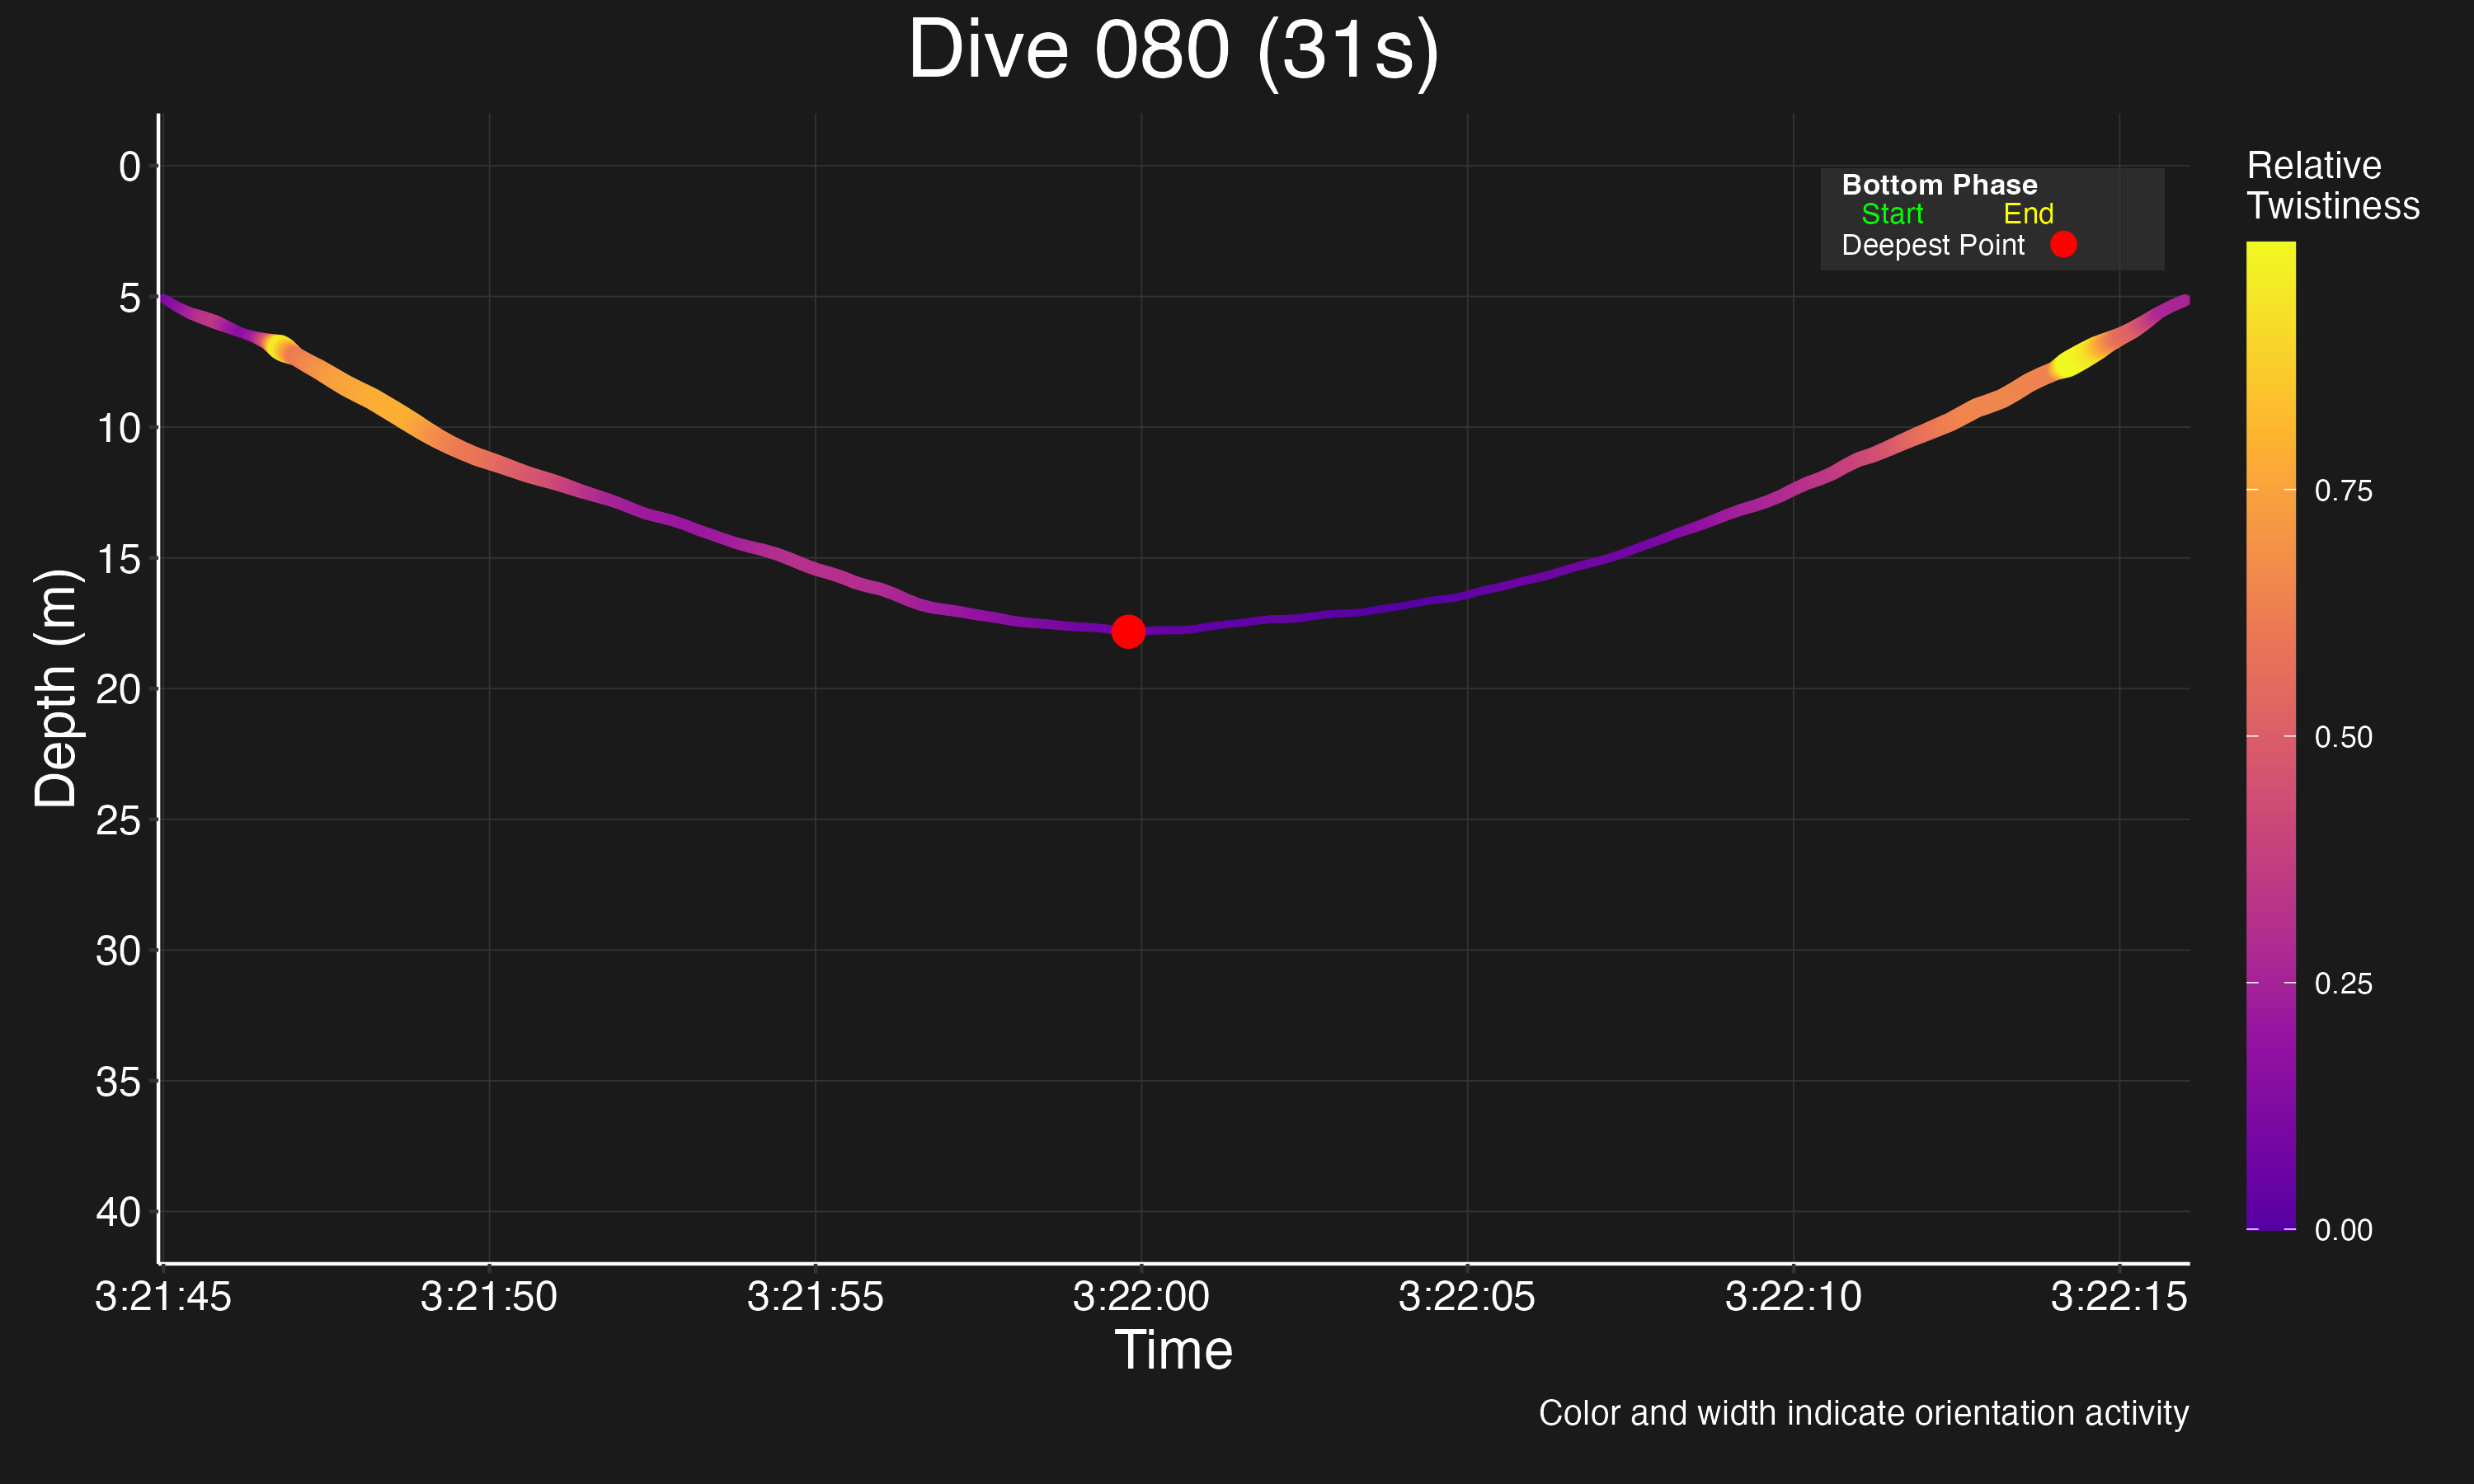 Dive 080 (31s)
Depth (m)
0
5
10
15
20
25
30
35
40
Bottom Phase
Start End
Deepest Point
Relative
Twistiness
0.75
0.50
0.25
0.00
3:21:45 3:21:50 3:21:55 3:22:00 3:22:05 3:22:10 3:22:15
Time
Color and width indicate orientation activity